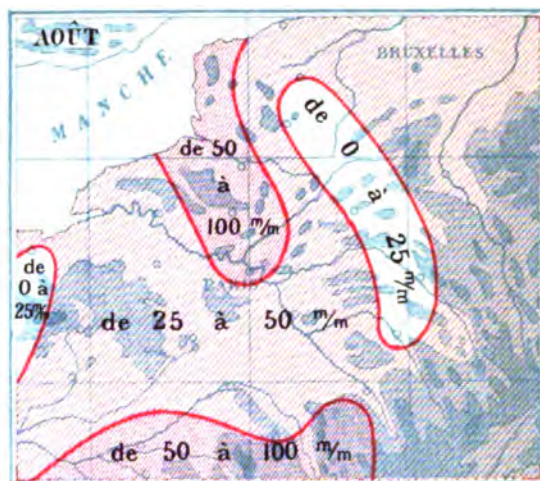 AOÛT
MANCHE
BRUXELLES
de 50
à
100 m/m
de 0 à 25 m/m
de
0 à
25 m/m
de 25 à 50 m/m
de 50 à 100 m/m